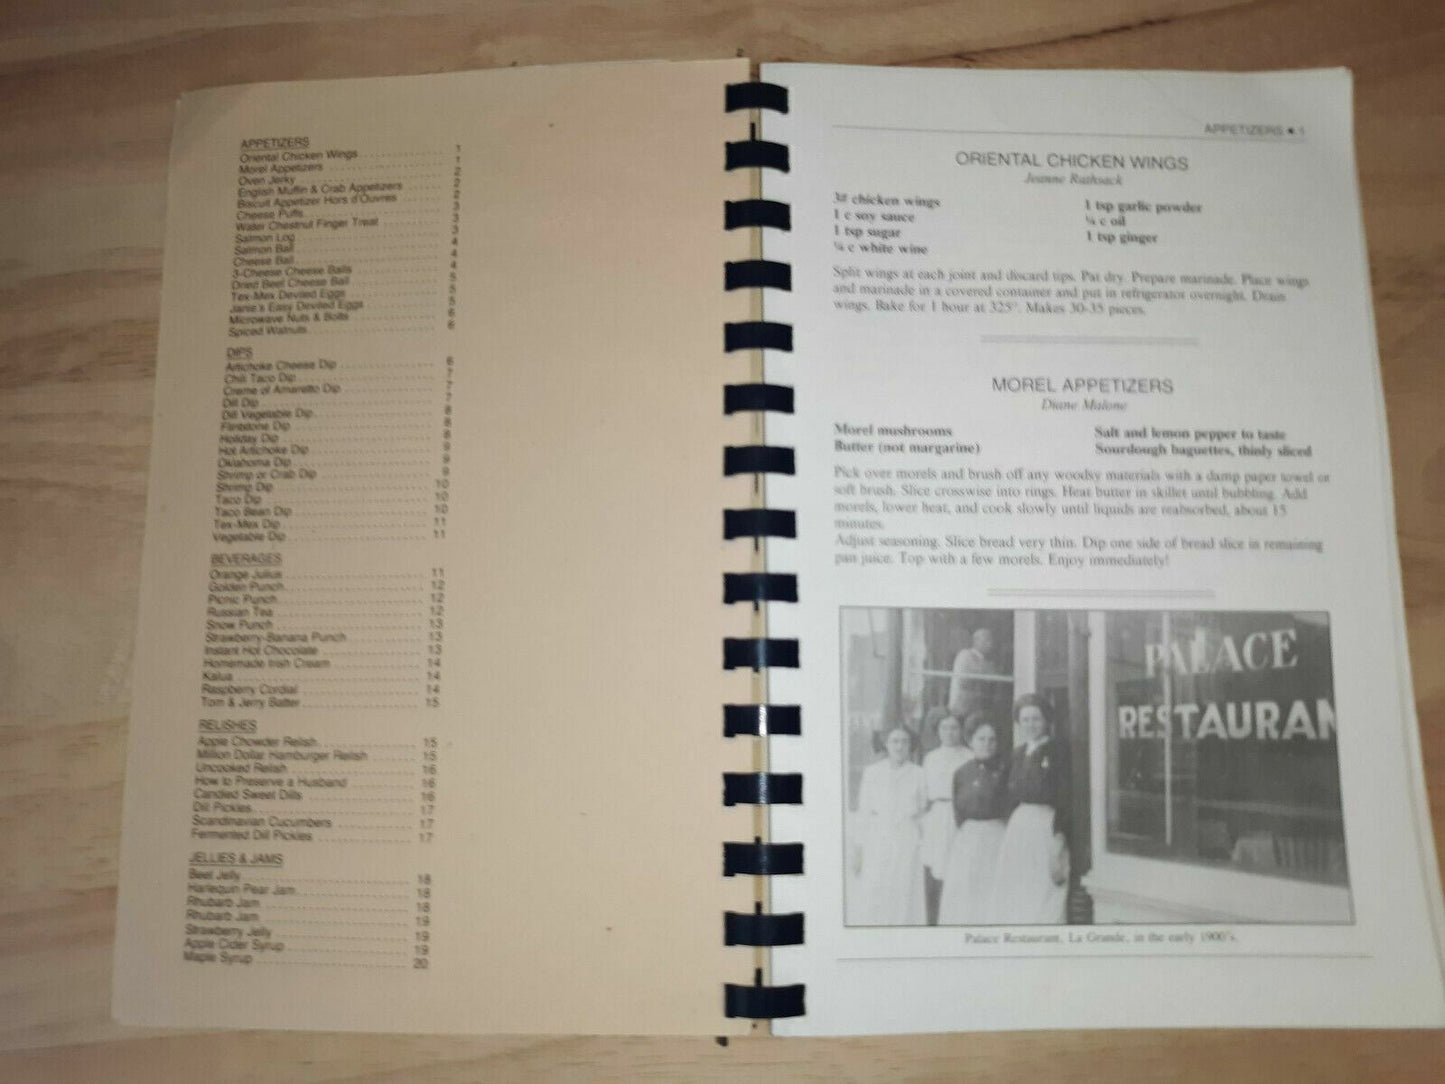 APPETIZERS
Oriental Chicken Wings 1
Morel Appetizers 1
Oven Jerky 2
English Muffin & Crab Appetizers 2
Biscuit Appetizer Hors d'Ouvres 2
Cheese Puffs 3
Water Chestnut Finger Treat 3
Salmon Log 3
Salmon Ball 4
Cheese Ball 4
3-Cheese Cheese Balls 4
Dried Beef Cheese Ball 5
Tex-Mex Deviled Eggs 5
Janie's Easy Deviled Eggs 5
Microwave Nuts & Bolts 6
Spiced Walnuts 6
DIPS
Artichoke Cheese Dip 6
Chili Taco Dip 7
Creme of Amaretto Dip 7
Dill Dip 7
Dill Vegetable Dip 8
Flintstone Dip 8
Holiday Dip 8
Hot Artichoke Dip 9
Oklahoma Dip 9
Shrimp or Crab Dip 9
Shrimp Dip 10
Taco Dip 10
Taco Bean Dip 10
Tex-Mex Dip 11
Vegetable Dip 11
BEVERAGES
Orange Julius 11
Golden Punch 12
Picnic Punch 12
Russian Tea 12
Snow Punch 13
Strawberry-Banana Punch 13
Instant Hot Chocolate 13
Homemade Irish Cream 14
Kalua 14
Raspberry Cordial 14
Tom & Jerry Batter 15
RELISHES
Apple Chowder Relish 15
Million Dollar Hamburger Relish 15
Uncooked Relish 16
How to Preserve a Husband 16
Candied Sweet Dills 16
Dill Pickles 17
Scandinavian Cucumbers 17
Fermented Dill Pickles 17
JELLIES & JAMS
Beet Jelly 18
Harlequin Pear Jam 18
Rhubarb Jam 18
Rhubarb Jam 19
Strawberry Jelly 19
Apple Cider Syrup 19
Maple Syrup 20
APPETIZERS • 1
ORIENTAL CHICKEN WINGS
Jeanne Rathsack
3# chicken wings
1 c soy sauce
1 tsp sugar
¼ c white wine
1 tsp garlic powder
¼ c oil
1 tsp ginger
Split wings at each joint and discard tips. Pat dry. Prepare marinade. Place wings
and marinade in a covered container and put in refrigerator overnight. Drain
wings. Bake for 1 hour at 325°. Makes 30-35 pieces.
MOREL APPETIZERS
Diane Malone
Morel mushrooms
Butter (not margarine)
Salt and lemon pepper to taste
Sourdough baguettes, thinly sliced
Pick over morels and brush off any woodsy materials with a damp paper towel or
soft brush. Slice crosswise into rings. Heat butter in skillet until bubbling. Add
morels, lower heat, and cook slowly until liquids are reabsorbed, about 15
minutes.
Adjust seasoning. Slice bread very thin. Dip one side of bread slice in remaining
pan juice. Top with a few morels. Enjoy immediately!
PALACE
RESTAURAN
Palace Restaurant, La Grande, in the early 1900's.